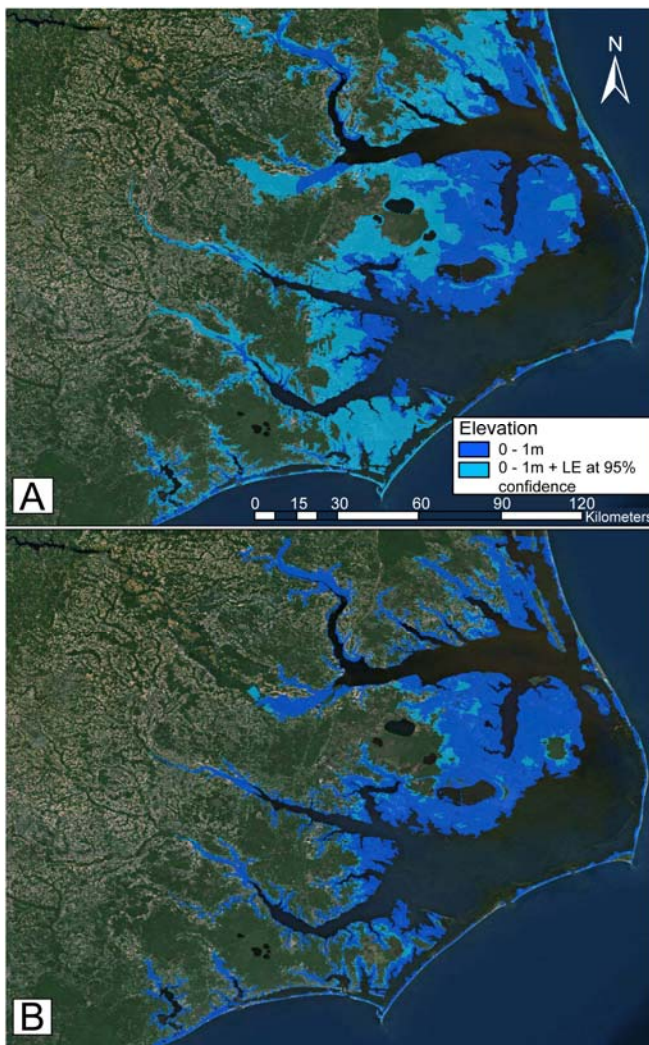 N
Elevation
0 - 1m
0 - 1m + LE at 95%
confidence
A
0 15 30 60 90 120
Kilometers
B